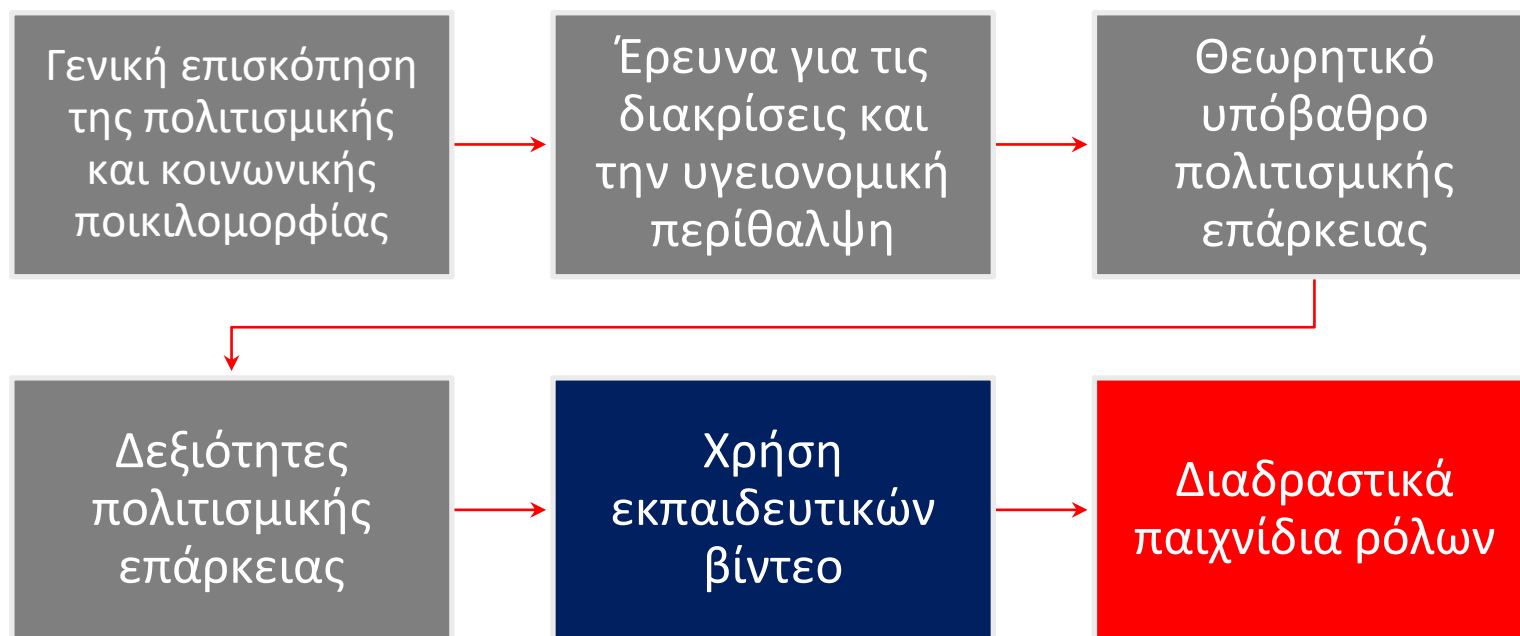 Γενική επισκόπηση
της πολιτισμικής
και κοινωνικής
ποικιλομορφίας
Έρευνα για τις
διακρίσεις και
την υγειονομική
περίθαλψη
Θεωρητικό
υπόβαθρο
πολιτισμικής
επάρκειας
Δεξιότητες
πολιτισμικής
επάρκειας
Χρήση
εκπαιδευτικών
βίντεο
Διαδραστικά
παιχνίδια ρόλων